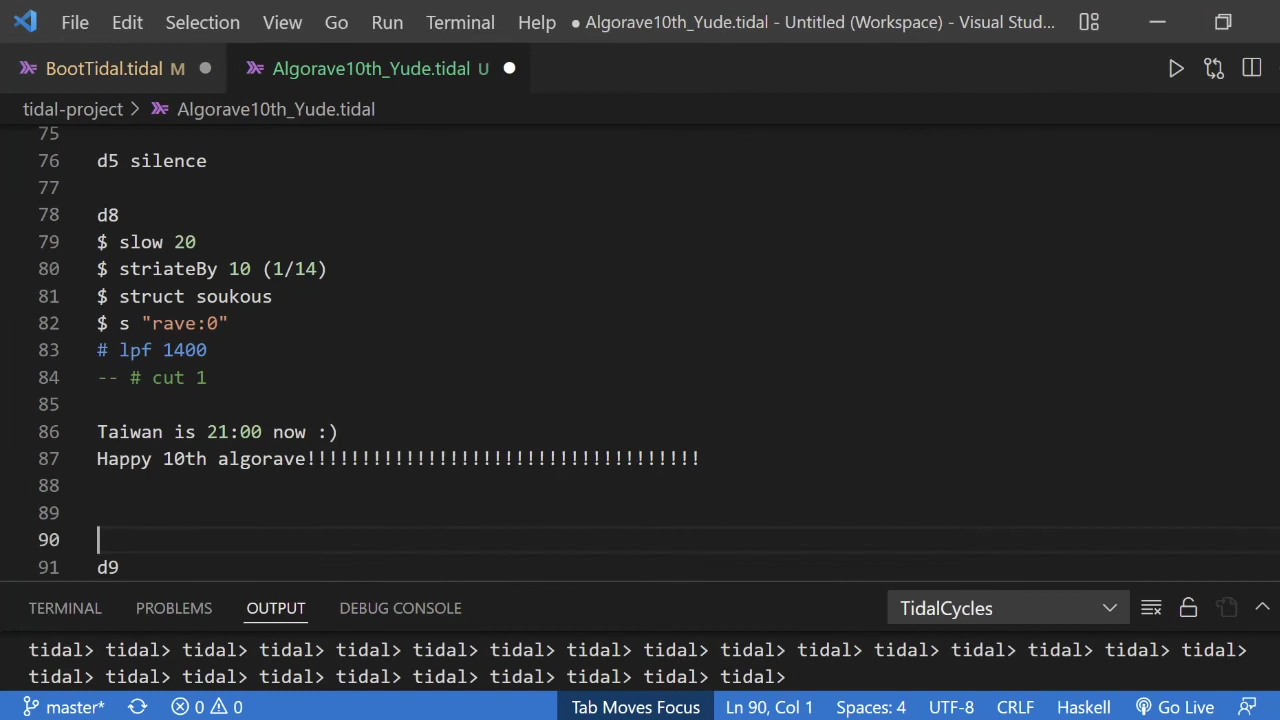 File Edit Selection View Go Run Terminal Help ● Algorave10th_Yude.tidal - Untitled (Workspace) - Visual Stud...
BootTidal.tidal M ● Algorave10th_Yude.tidal U ●
tidal-project > Algorave10th_Yude.tidal
75
76 d5 silence
77
78 d8
79 $ slow 20
80 $ striateBy 10 (1/14)
81 $ struct soukous
82 $ s "rave:0"
83 # lpf 1400
84 -- # cut 1
85
86 Taiwan is 21:00 now :)
87 Happy 10th algorave!!!!!!!!!!!!!!!!!!!!!!!!!!!!!!!!!!!!
88
89
90
91 d9
TERMINAL PROBLEMS OUTPUT DEBUG CONSOLE TidalCycles
tidal> tidal> tidal> tidal> tidal> tidal> tidal> tidal> tidal> tidal> tidal> tidal> tidal> tidal> tidal> tidal>
tidal> tidal> tidal> tidal> tidal> tidal> tidal> tidal> tidal> tidal>
master* 0 0 Tab Moves Focus Ln 90, Col 1 Spaces: 4 UTF-8 CRLF Haskell Go Live